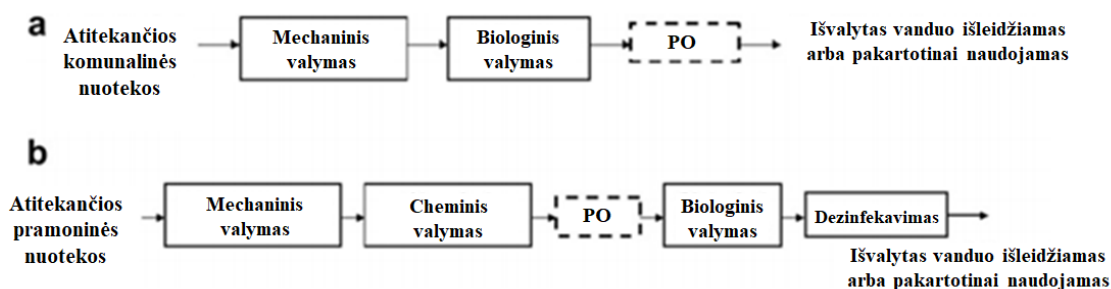 a
Atitekančios
komunalinės
nuotekos
Mechaninis
valymas
Biologinis
valymas
PO
Išvalytas vanduo išleidžiamas
arba pakartotinai naudojamas
b
Atitekančios
pramoninės
nuotekos
Mechaninis
valymas
Cheminis
valymas
PO
Biologinis
valymas
Dezinfekavimas
Išvalytas vanduo išleidžiamas
arba pakartotinai naudojamas